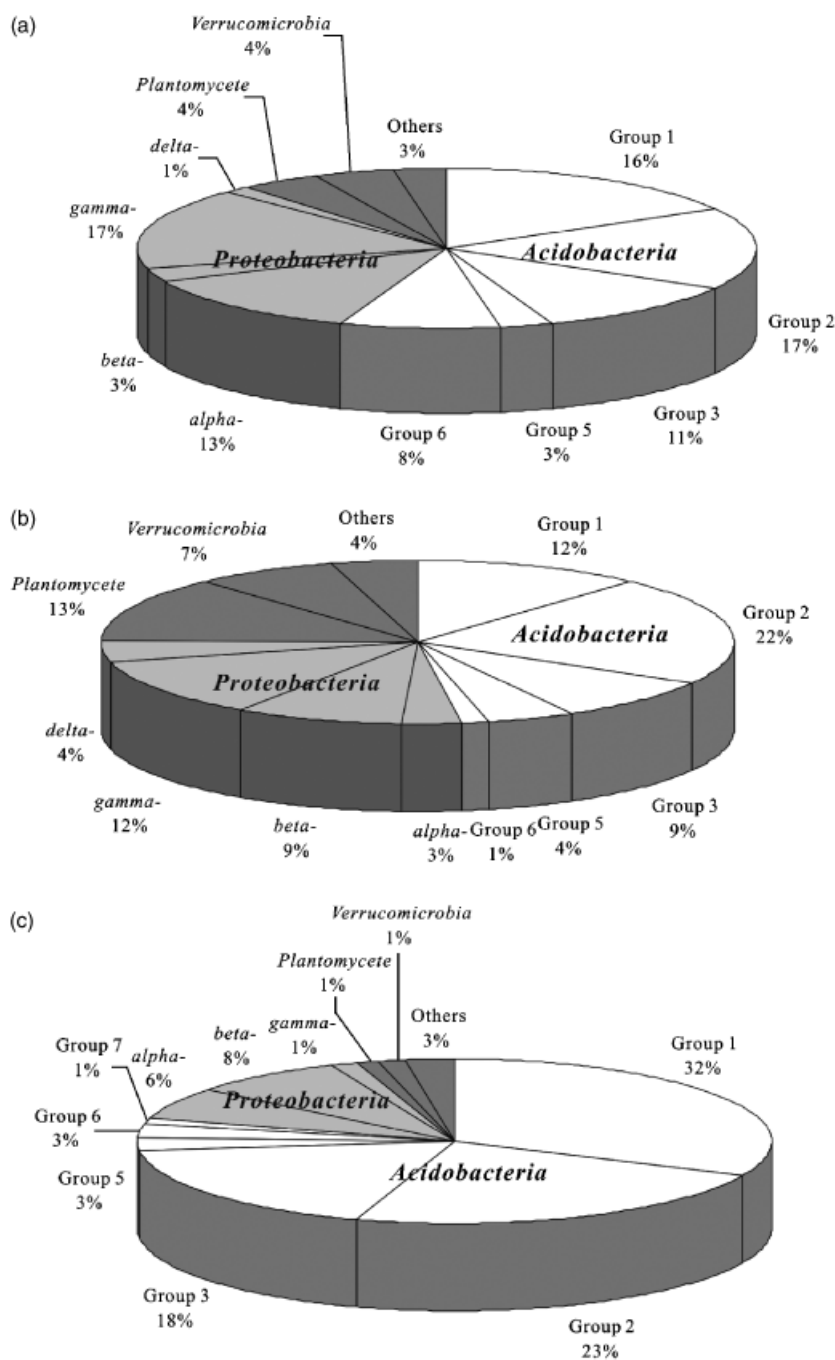 (a)
Verrucomicrobia
4%
Plantomycete
4%
Others
3%
Group 1
16%
delta-
1%
gamma-
17%
Proteobacteria
Acidobacteria
Group 2
17%
beta-
3%
alpha-
13%
Group 6
8%
Group 5
3%
Group 3
11%
(b)
Verrucomicrobia
7%
Others
4%
Group 1
12%
Plantomycete
13%
Group 2
22%
Acidobacteria
Proteobacteria
delta-
4%
gamma-
12%
beta-
9%
alpha-
3%
Group 6
1%
Group 5
4%
Group 3
9%
(c)
Verrucomicrobia
1%
Plantomycete
1%
Others
3%
gamma-
1%
beta-
8%
alpha-
6%
Group 7
1%
Group 1
32%
Proteobacteria
Group 6
3%
Acidobacteria
Group 5
3%
Group 3
18%
Group 2
23%